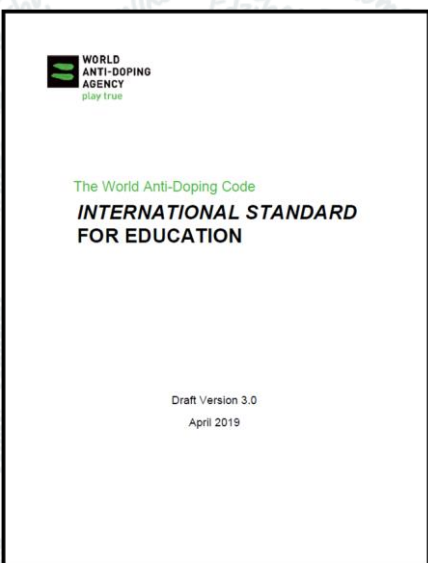 WORLD
ANTI-DOPING
AGENCY
play true
The World Anti-Doping Code
INTERNATIONAL STANDARD
FOR EDUCATION
Draft Version 3.0
April 2019